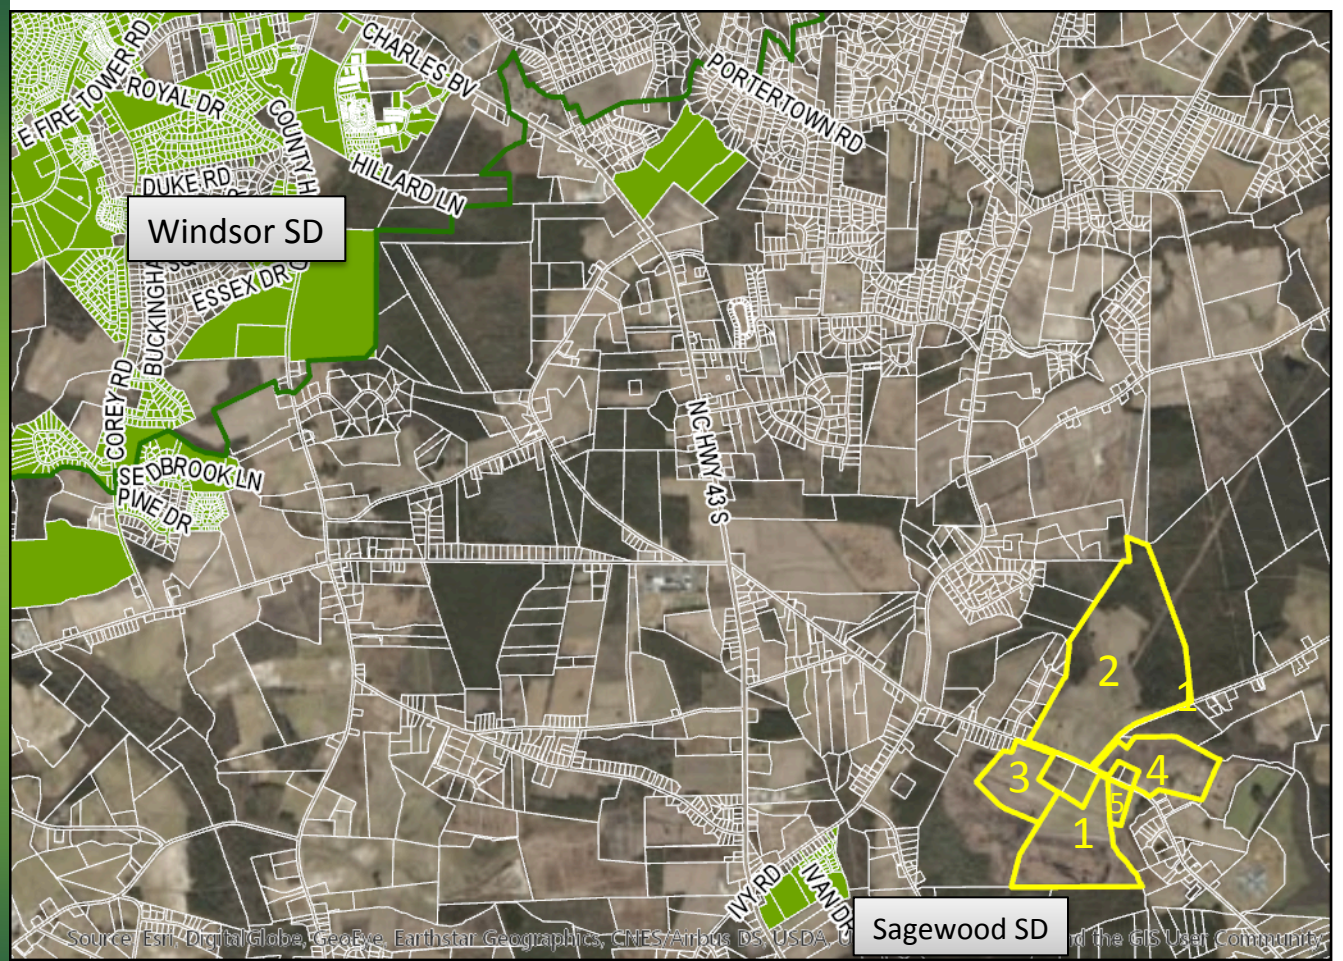 E FIRE TOWER RD
ROYAL DR
CHARLES BV
PORTERTOWN RD
HILLARD LN
DUKE RD
Windsor SD
ESSEX DR
COREY RD
NC HWY 43 S
SEDBROOK LN
PINE DR
2
1
3
4
5
1
IVY RD
IVAN DR
Sagewood SD
Source: Esri, DigitalGlobe, GeoEye, Earthstar Geographics, CNES/Airbus DS, USDA, the GIS User Community